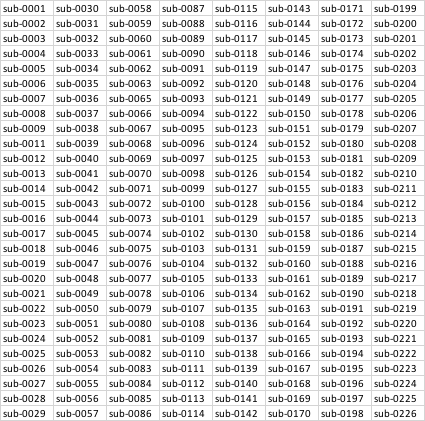 sub-0001 sub-0030 sub-0058 sub-0087 sub-0115 sub-0143 sub-0171 sub-0199
sub-0002 sub-0031 sub-0059 sub-0088 sub-0116 sub-0144 sub-0172 sub-0200
sub-0003 sub-0032 sub-0060 sub-0089 sub-0117 sub-0145 sub-0173 sub-0201
sub-0004 sub-0033 sub-0061 sub-0090 sub-0118 sub-0146 sub-0174 sub-0202
sub-0005 sub-0034 sub-0062 sub-0091 sub-0119 sub-0147 sub-0175 sub-0203
sub-0006 sub-0035 sub-0063 sub-0092 sub-0120 sub-0148 sub-0176 sub-0204
sub-0007 sub-0036 sub-0065 sub-0093 sub-0121 sub-0149 sub-0177 sub-0205
sub-0008 sub-0037 sub-0066 sub-0094 sub-0122 sub-0150 sub-0178 sub-0206
sub-0009 sub-0038 sub-0067 sub-0095 sub-0123 sub-0151 sub-0179 sub-0207
sub-0011 sub-0039 sub-0068 sub-0096 sub-0124 sub-0152 sub-0180 sub-0208
sub-0012 sub-0040 sub-0069 sub-0097 sub-0125 sub-0153 sub-0181 sub-0209
sub-0013 sub-0041 sub-0070 sub-0098 sub-0126 sub-0154 sub-0182 sub-0210
sub-0014 sub-0042 sub-0071 sub-0099 sub-0127 sub-0155 sub-0183 sub-0211
sub-0015 sub-0043 sub-0072 sub-0100 sub-0128 sub-0156 sub-0184 sub-0212
sub-0016 sub-0044 sub-0073 sub-0101 sub-0129 sub-0157 sub-0185 sub-0213
sub-0017 sub-0045 sub-0074 sub-0102 sub-0130 sub-0158 sub-0186 sub-0214
sub-0018 sub-0046 sub-0075 sub-0103 sub-0131 sub-0159 sub-0187 sub-0215
sub-0019 sub-0047 sub-0076 sub-0104 sub-0132 sub-0160 sub-0188 sub-0216
sub-0020 sub-0048 sub-0077 sub-0105 sub-0133 sub-0161 sub-0189 sub-0217
sub-0021 sub-0049 sub-0078 sub-0106 sub-0134 sub-0162 sub-0190 sub-0218
sub-0022 sub-0050 sub-0079 sub-0107 sub-0135 sub-0163 sub-0191 sub-0219
sub-0023 sub-0051 sub-0080 sub-0108 sub-0136 sub-0164 sub-0192 sub-0220
sub-0024 sub-0052 sub-0081 sub-0109 sub-0137 sub-0165 sub-0193 sub-0221
sub-0025 sub-0053 sub-0082 sub-0110 sub-0138 sub-0166 sub-0194 sub-0222
sub-0026 sub-0054 sub-0083 sub-0111 sub-0139 sub-0167 sub-0195 sub-0223
sub-0027 sub-0055 sub-0084 sub-0112 sub-0140 sub-0168 sub-0196 sub-0224
sub-0028 sub-0056 sub-0085 sub-0113 sub-0141 sub-0169 sub-0197 sub-0225
sub-0029 sub-0057 sub-0086 sub-0114 sub-0142 sub-0170 sub-0198 sub-0226